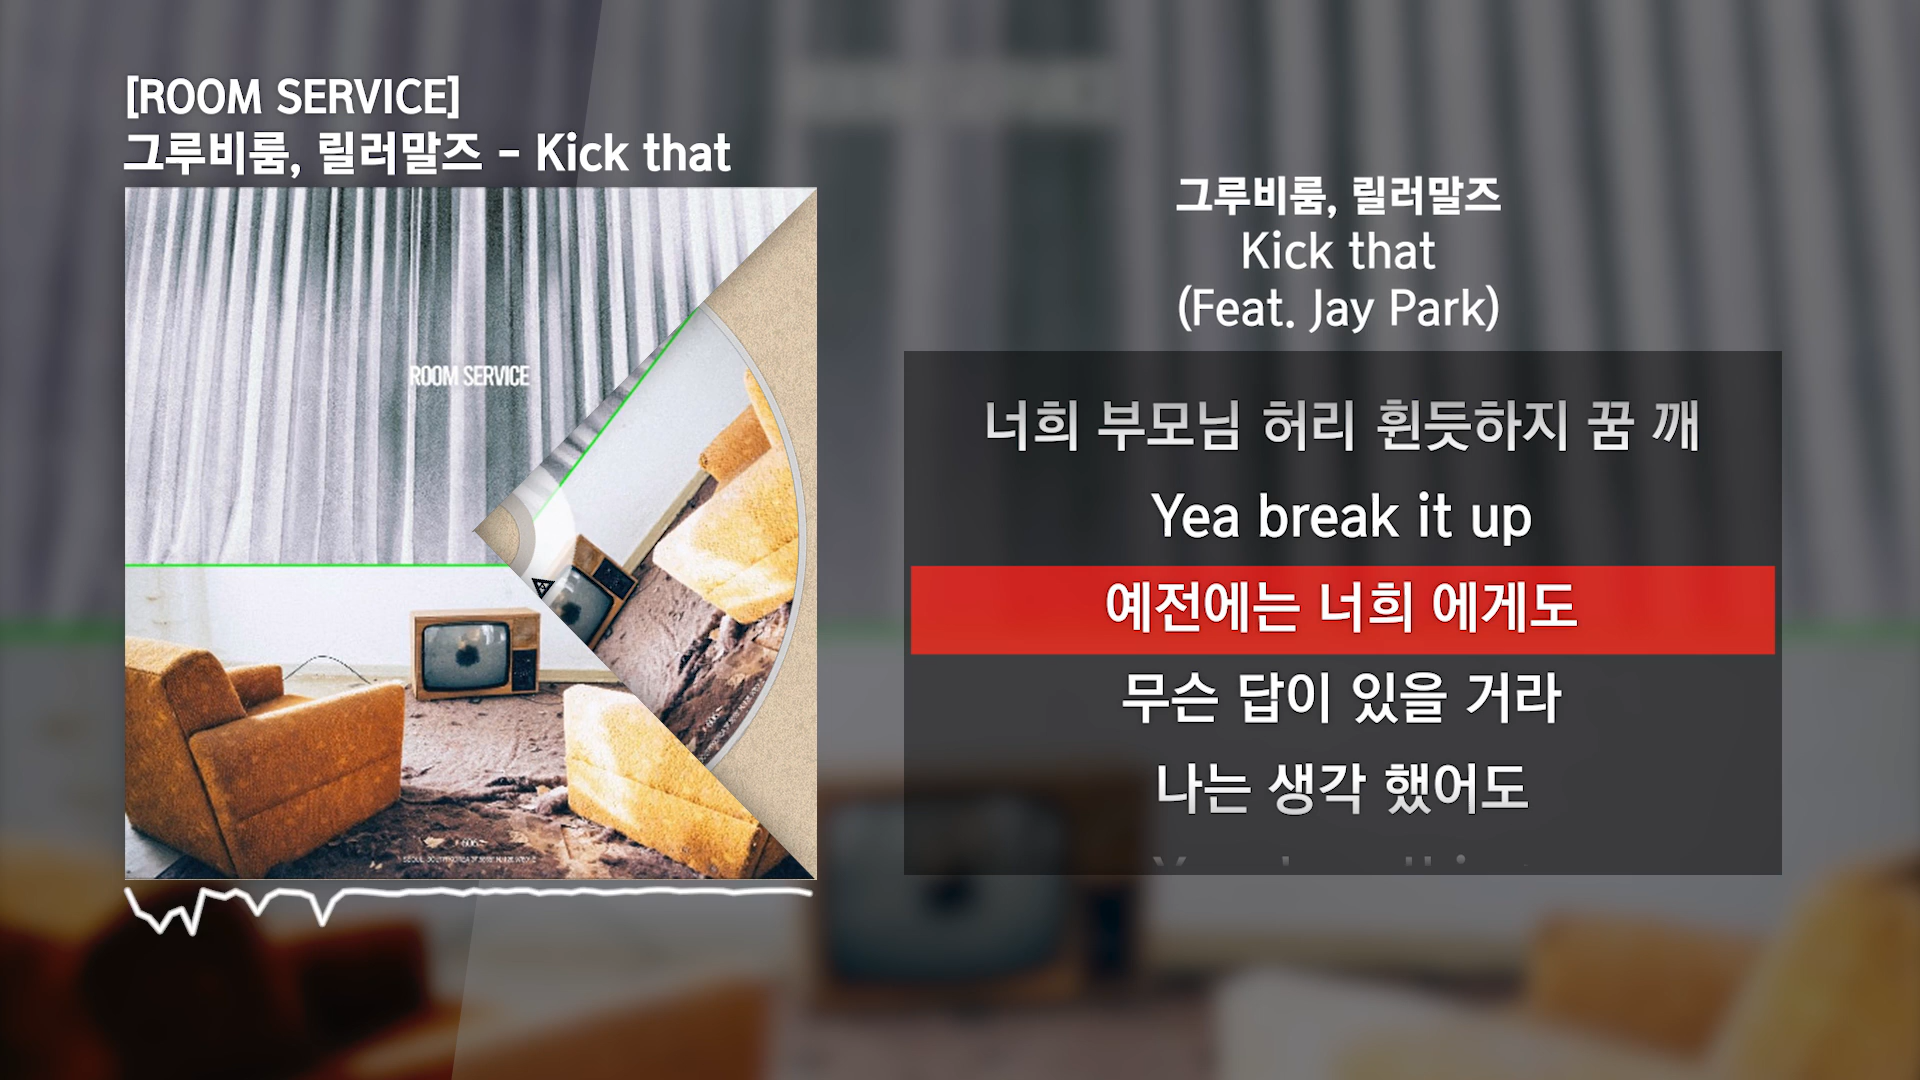 [ROOM SERVICE]
그루비룸, 릴러말즈 - Kick that
ROOM SERVICE
그루비룸, 릴러말즈
Kick that
(Feat. Jay Park)
너희 부모님 허리 휜듯하지 꿈 깨
Yea break it up
예전에는 너희 에게도
무슨 답이 있을 거라
나는 생각 했어도